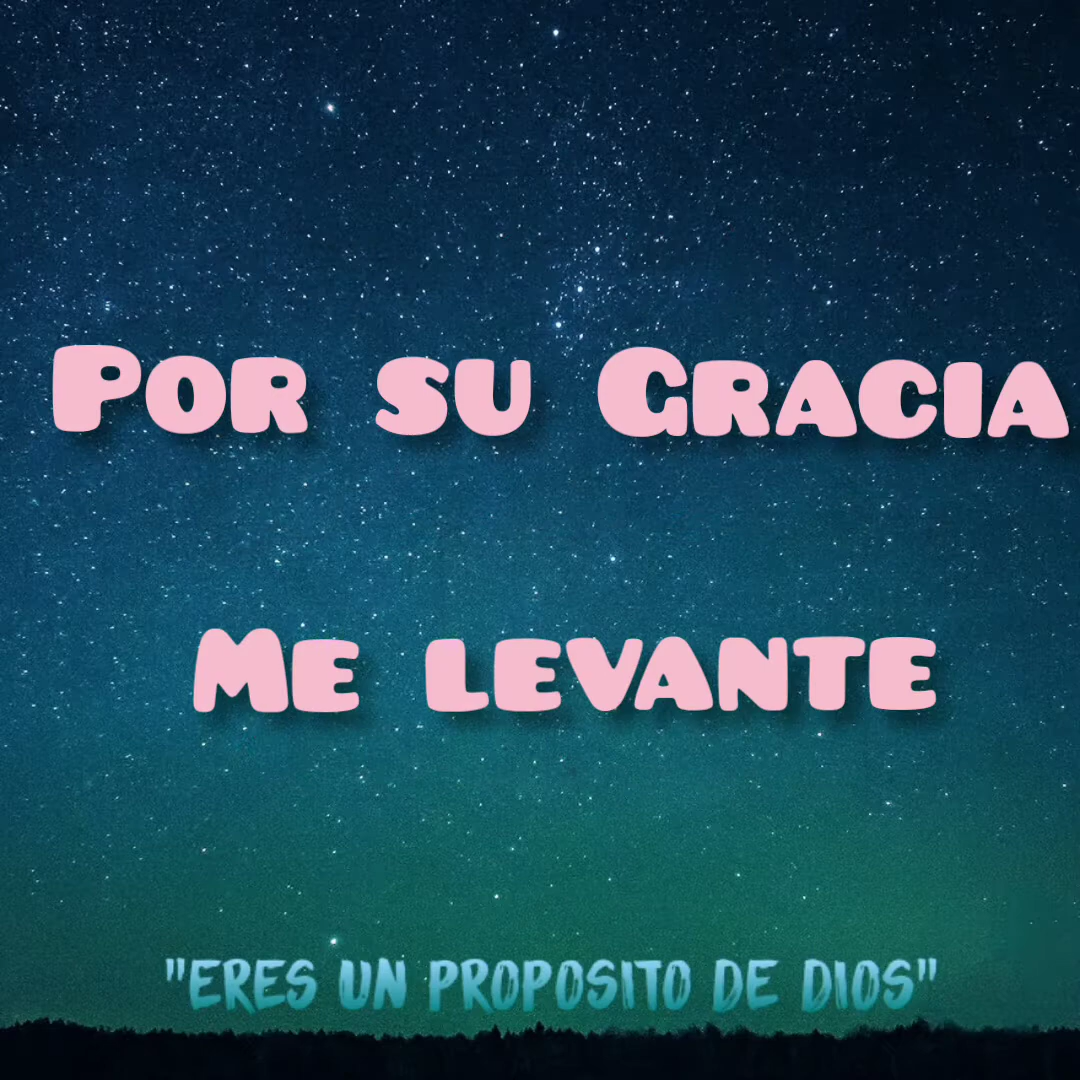 Por su Gracia
Me levante
"ERES UN PROPOSITO DE DIOS"